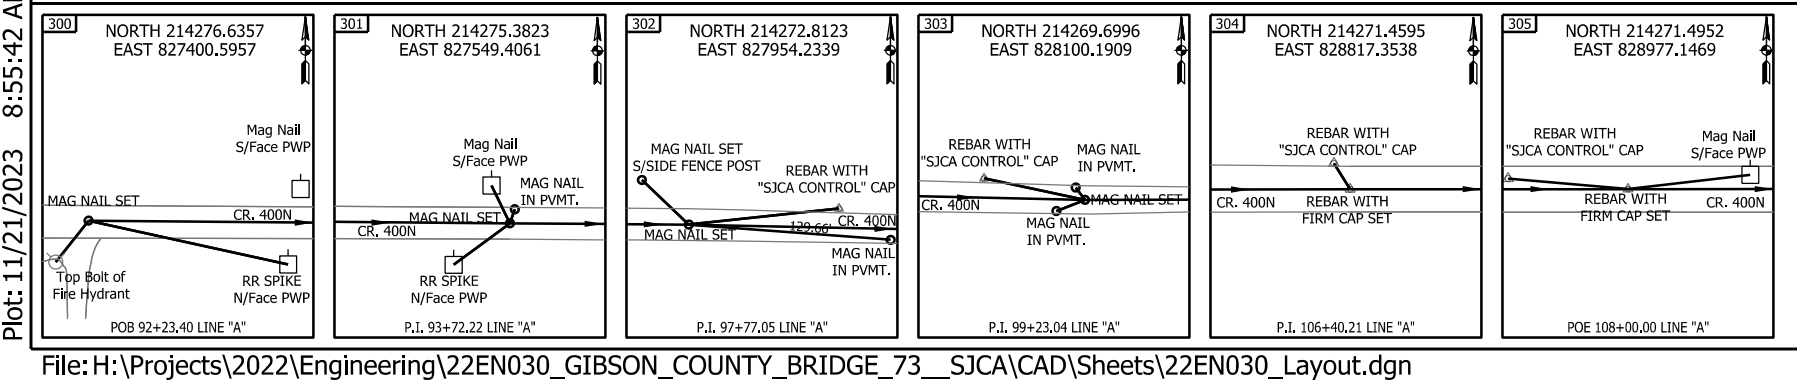 Plot: 11/21/2023 8:55:42 A
300
NORTH 214276.6357
EAST 827400.5957
Mag Nail
S/Face PWP
MAG NAIL SET
CR. 400N
Top Bolt of
Fire Hydrant
RR SPIKE
N/Face PWP
POB 92+23.40 LINE "A"
301
NORTH 214275.3823
EAST 827549.4061
Mag Nail
S/Face PWP
MAG NAIL
IN PVMT.
MAG NAIL SET
CR. 400N
RR SPIKE
N/Face PWP
P.I. 93+72.22 LINE "A"
302
NORTH 214272.8123
EAST 827954.2339
MAG NAIL SET
S/SIDE FENCE POST
REBAR WITH
"SJCA CONTROL" CAP
CR. 400N
129.66'
MAG NAIL SET
MAG NAIL
IN PVMT.
P.I. 97+77.05 LINE "A"
303
NORTH 214269.6996
EAST 828100.1909
REBAR WITH
"SJCA CONTROL" CAP
MAG NAIL
IN PVMT.
CR. 400N
MAG NAIL SET
MAG NAIL
IN PVMT.
P.I. 99+23.04 LINE "A"
304
NORTH 214271.4595
EAST 828817.3538
REBAR WITH
"SJCA CONTROL" CAP
CR. 400N
REBAR WITH
FIRM CAP SET
P.I. 106+40.21 LINE "A"
305
NORTH 214271.4952
EAST 828977.1469
REBAR WITH
"SJCA CONTROL" CAP
Mag Nail
S/Face PWP
REBAR WITH
FIRM CAP SET
CR. 400N
POE 108+00.00 LINE "A"
File: H:\Projects\2022\Engineering\22EN030_GIBSON_COUNTY_BRIDGE_73__SJCA\CAD\Sheets\22EN030_Layout.dgn